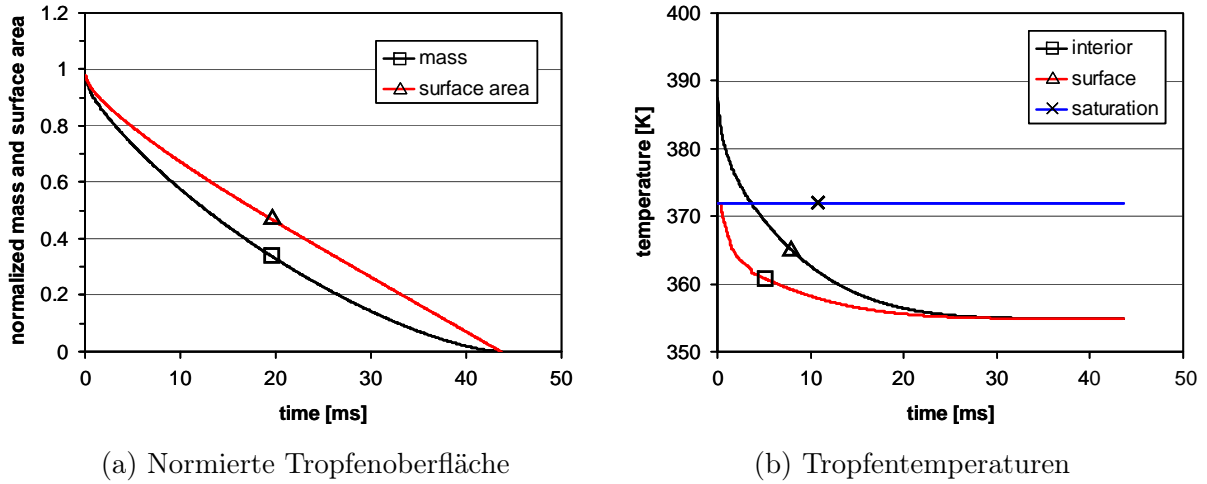 normalized mass and surface area
1.2
1
0.8
0.6
0.4
0.2
0
mass
surface area
0 10 20 30 40 50
time [ms]
(a) Normierte Tropfenoberfläche
temperature [K]
400
390
380
370
360
350
interior
surface
saturation
0 10 20 30 40 50
time [ms]
(b) Tropfentemperaturen